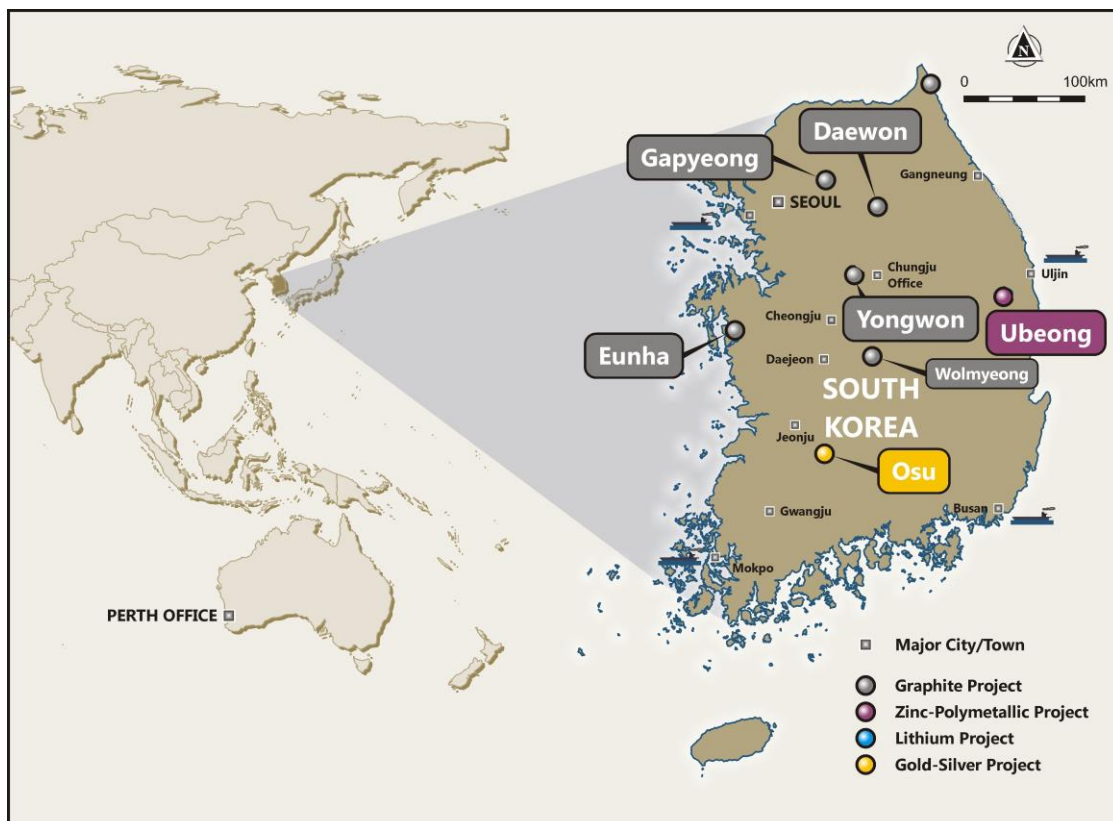 N
0 100km
Daewon
Gapyeong
Gangneung
SEOUL
Chungju
Office
Uljin
Yongwon
Ubeong
Cheongju
Eunha
Daejeon
Wolmyeong
SOUTH
KOREA
Jeonju
Osu
Gwangju
Busan
Mokpo
PERTH OFFICE
Major City/Town
Graphite Project
Zinc-Polymetallic Project
Lithium Project
Gold-Silver Project